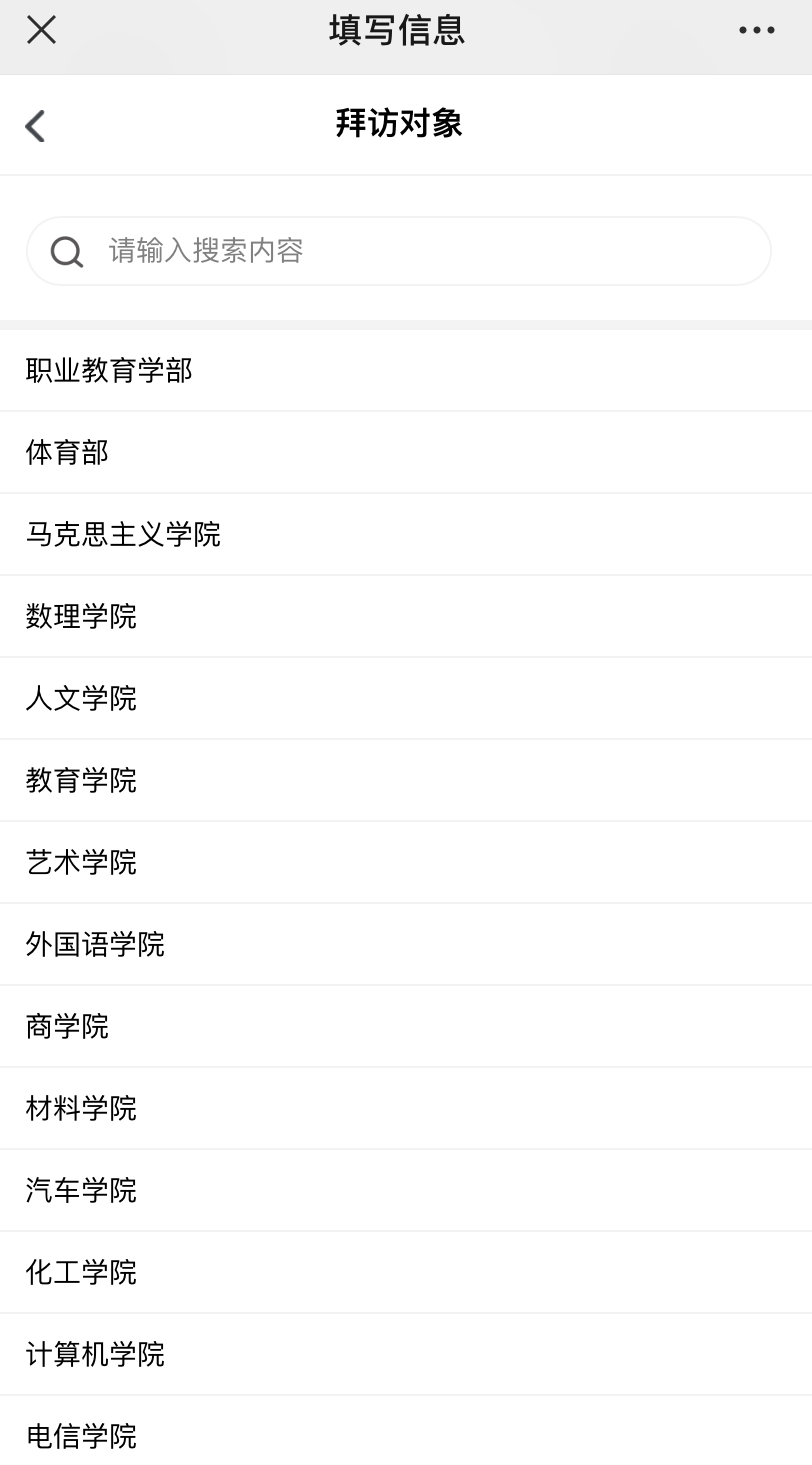 填写信息
拜访对象
请输入搜索内容
职业教育学部
体育部
马克思主义学院
数理学院
人文学院
教育学院
艺术学院
外国语学院
商学院
材料学院
汽车学院
化工学院
计算机学院
电信学院